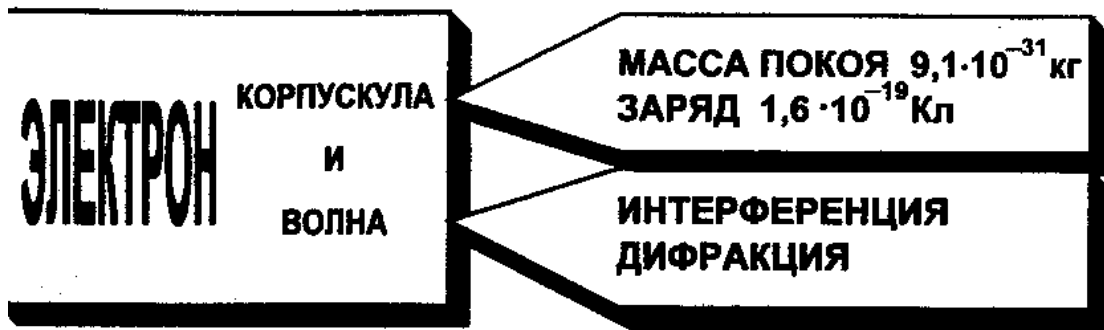 ЭЛЕКТРОН
КОРПУСКУЛА
И
ВОЛНА
МАССА ПОКОЯ 9,1·10⁻³¹ кг
ЗАРЯД 1,6·10⁻¹⁹ Кл
ИНТЕРФЕРЕНЦИЯ
ДИФРАКЦИЯ